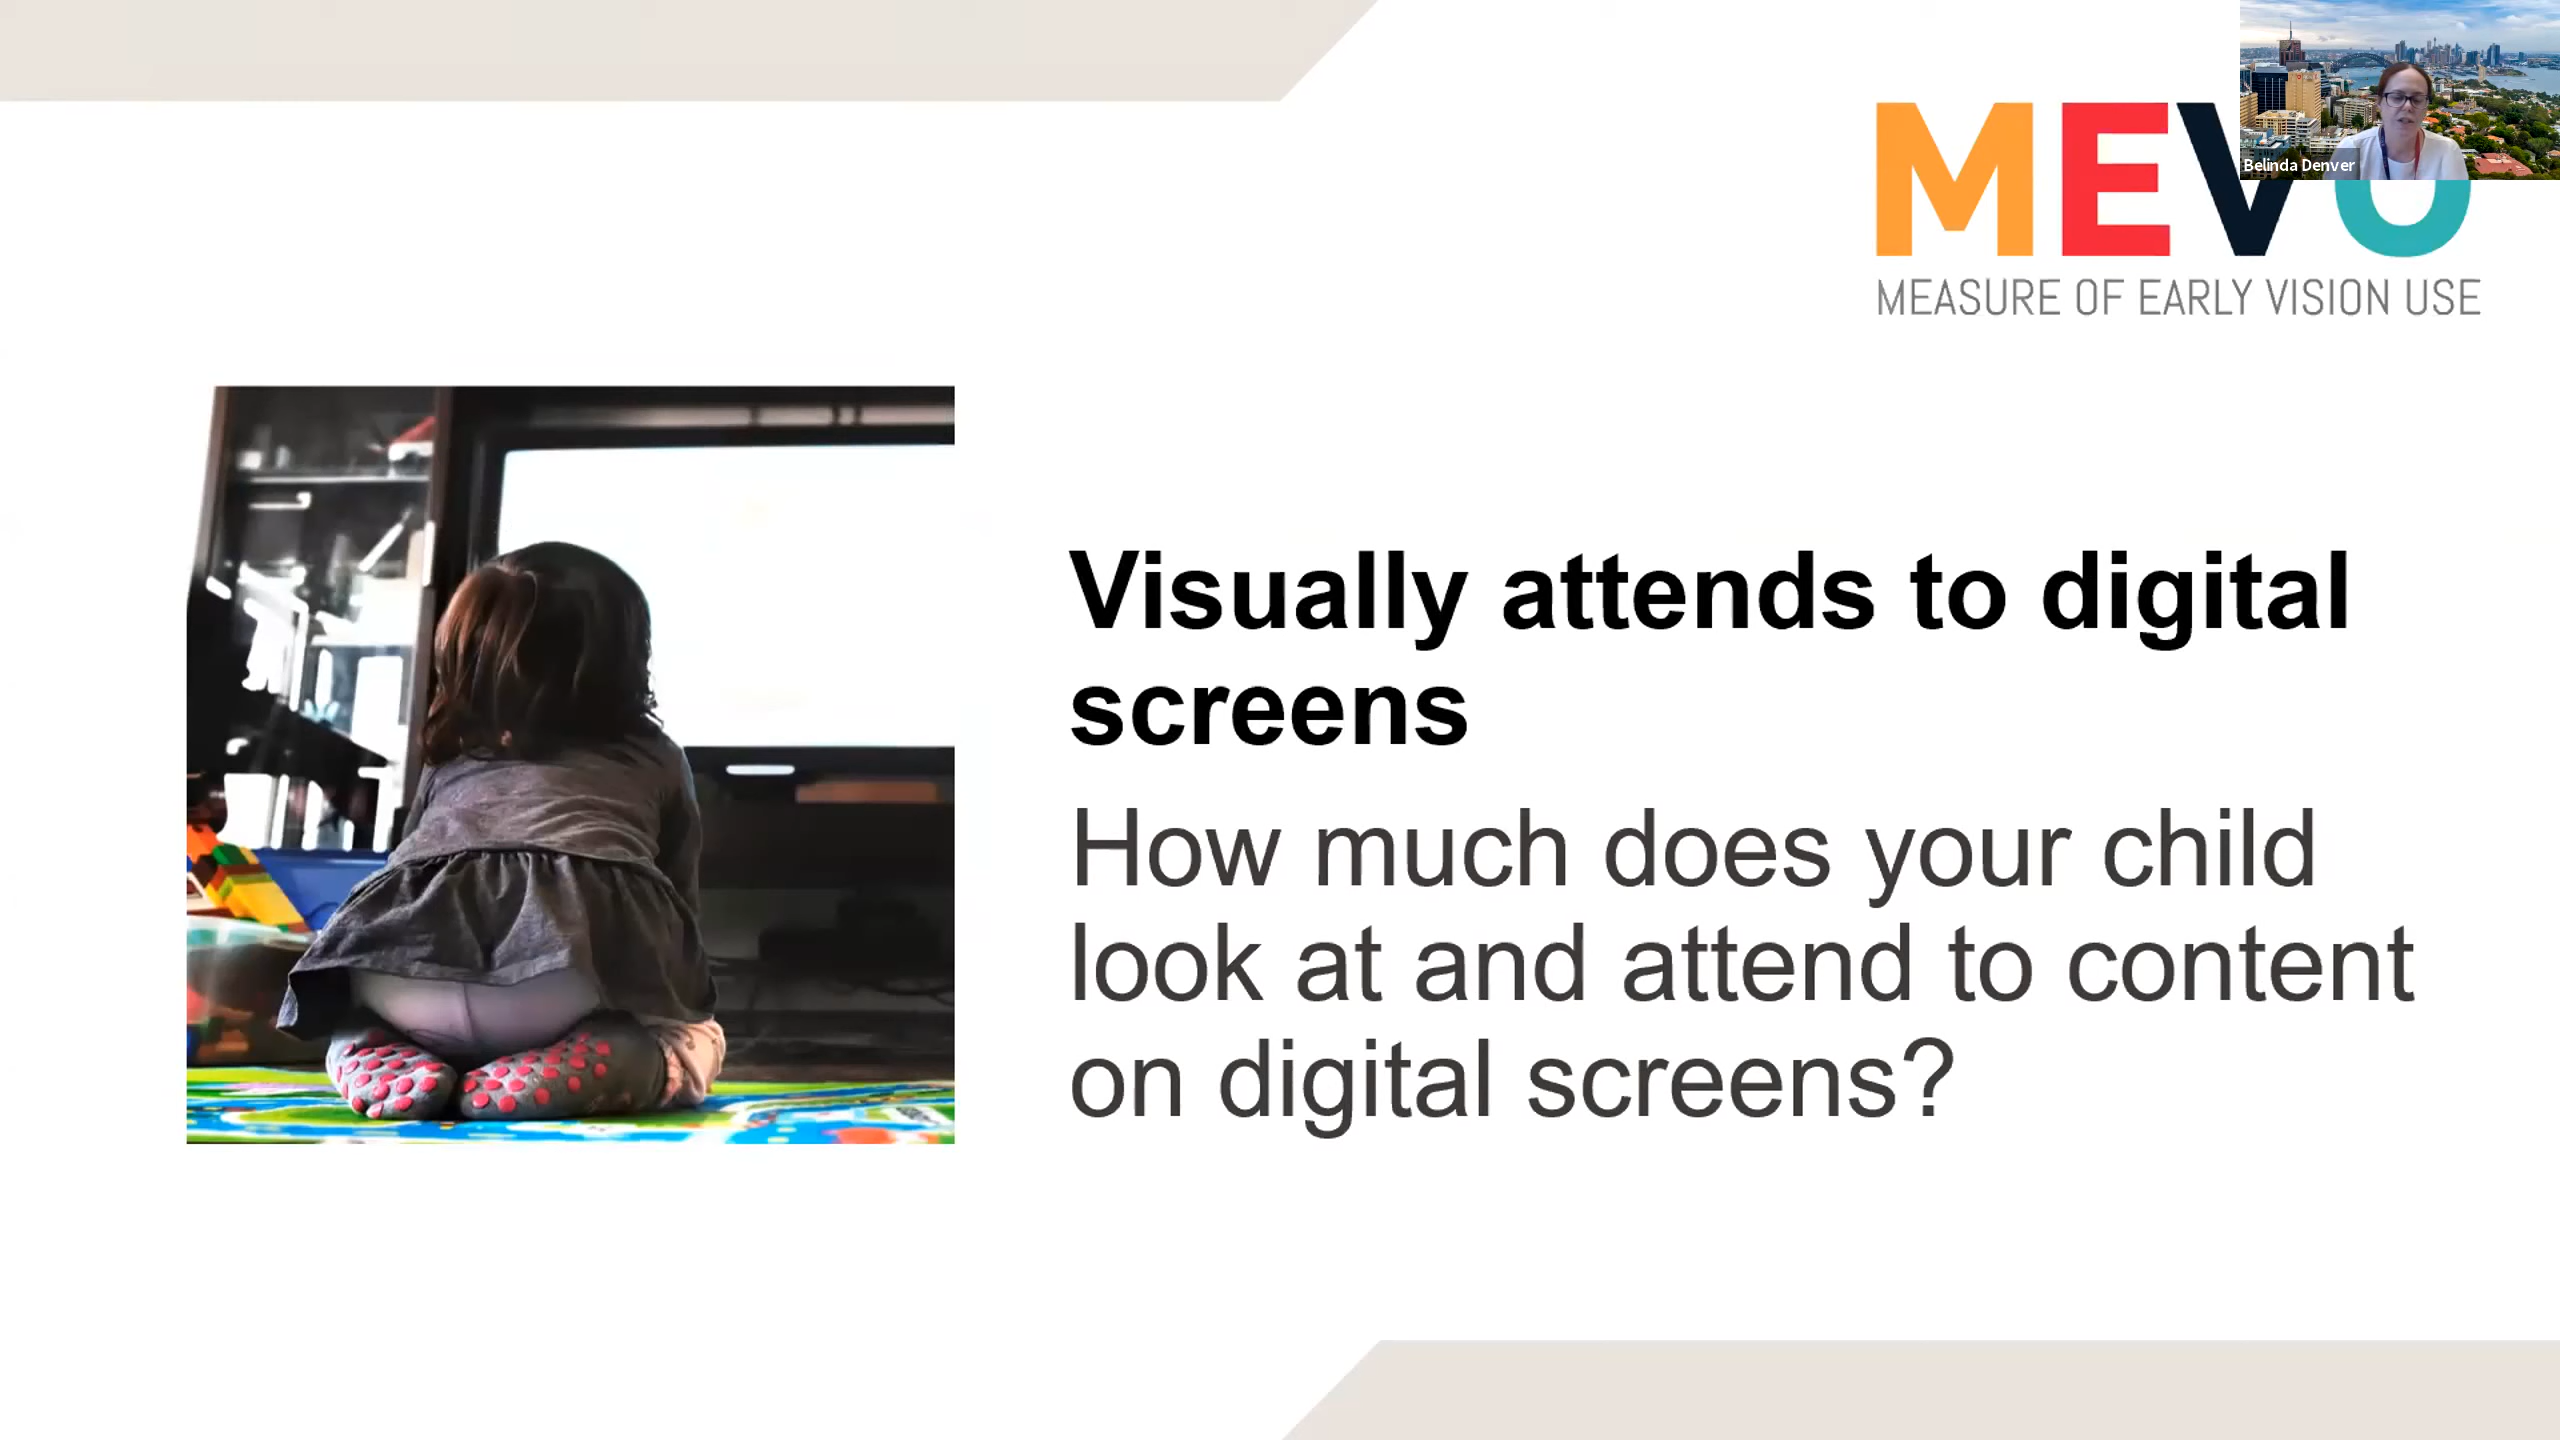 Belinda Denver
MEVU
MEASURE OF EARLY VISION USE
Visually attends to digital
screens
How much does your child
look at and attend to content
on digital screens?